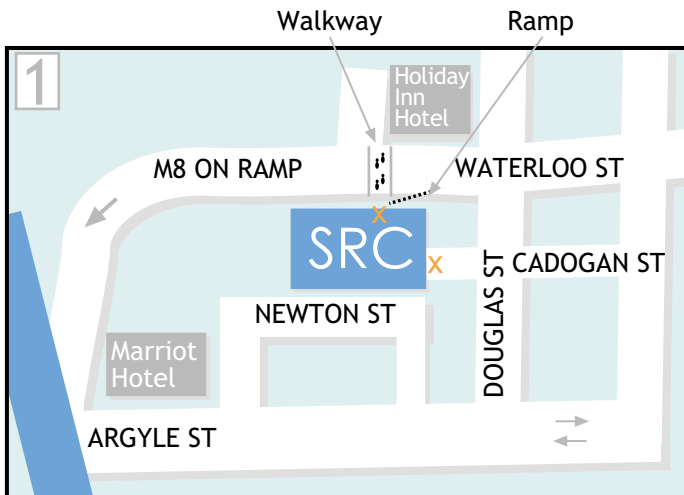 Walkway
Ramp
1
Holiday
Inn
Hotel
M8 ON RAMP
WATERLOO ST
X
SRC
X
CADOGAN ST
DOUGLAS ST
NEWTON ST
Marriot
Hotel
ARGYLE ST